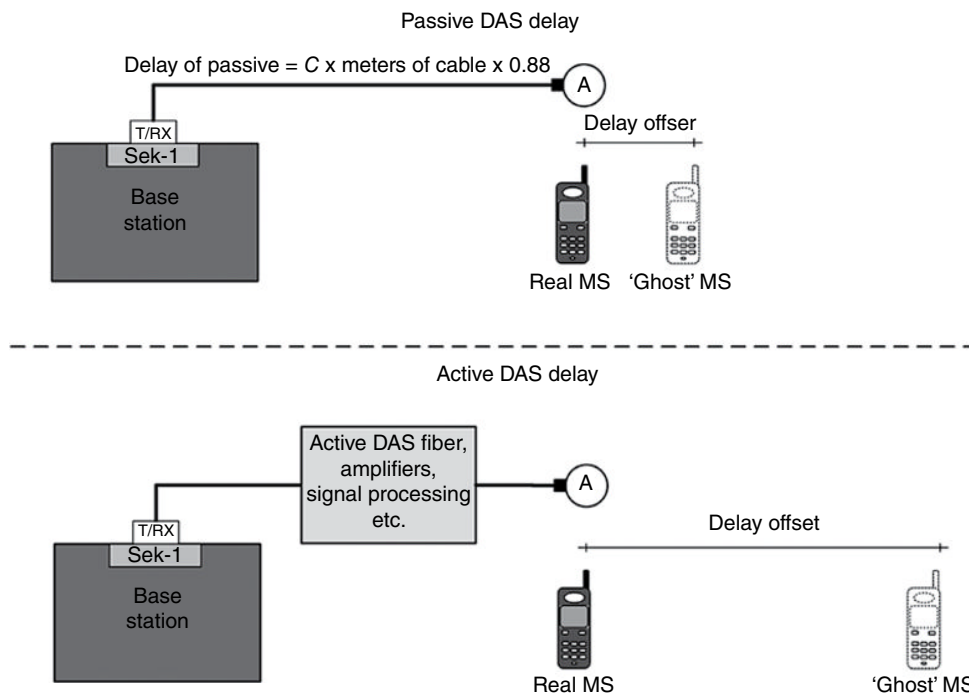 Passive DAS delay
Delay of passive = C x meters of cable x 0.88
A
Delay offser
T/RX
Sek-1
Base
station
Real MS
'Ghost' MS
Active DAS delay
Active DAS fiber,
amplifiers,
signal processing
etc.
A
Delay offset
T/RX
Sek-1
Base
station
Real MS
'Ghost' MS